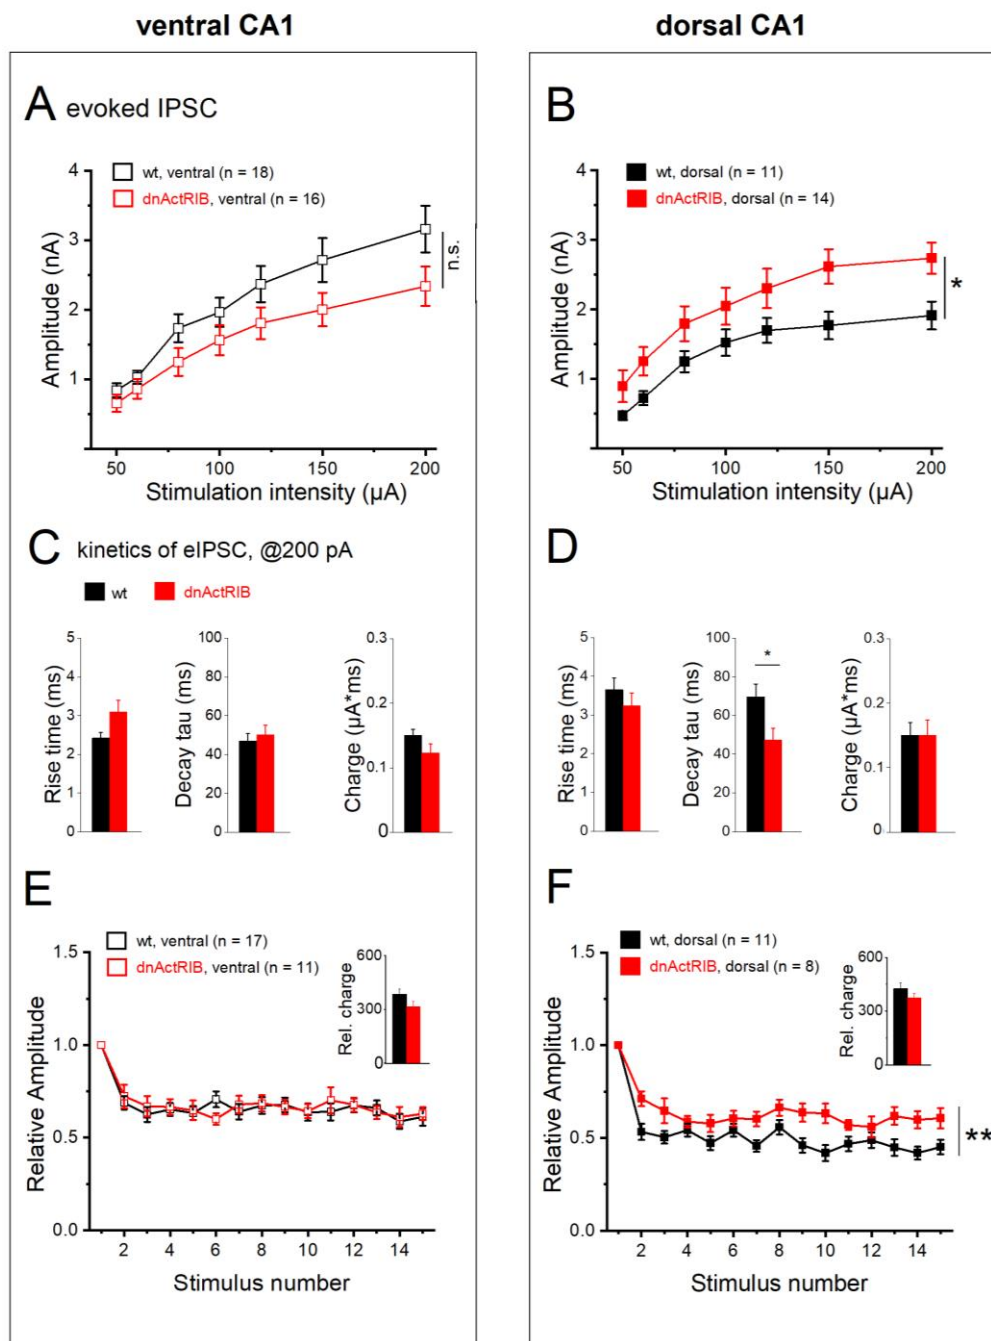 ventral CA1
dorsal CA1
A evoked IPSC
wt, ventral (n = 18)
dnActRIB, ventral (n = 16)
4
3
2
1
Amplitude (nA)
n.s.
50 100 150 200
Stimulation intensity (µA)
B
wt, dorsal (n = 11)
dnActRIB, dorsal (n = 14)
4
3
2
1
Amplitude (nA)
*
50 100 150 200
Stimulation intensity (µA)
C kinetics of eIPSC, @200 pA
wt dnActRIB
5
4
3
2
1
0
Rise time (ms)
100
80
60
40
20
0
Decay tau (ms)
0.3
0.2
0.1
0
Charge (µA*ms)
D
5
4
3
2
1
0
Rise time (ms)
100
80
60
40
20
0
Decay tau (ms)
*
0.3
0.2
0.1
0
Charge (µA*ms)
E
wt, ventral (n = 17)
dnActRIB, ventral (n = 11)
1.5
1.0
0.5
0.0
Relative Amplitude
600
300
0
Rel. charge
2 4 6 8 10 12 14
Stimulus number
F
wt, dorsal (n = 11)
dnActRIB, dorsal (n = 8)
1.5
1.0
0.5
0.0
Relative Amplitude
600
300
0
Rel. charge
**
2 4 6 8 10 12 14
Stimulus number